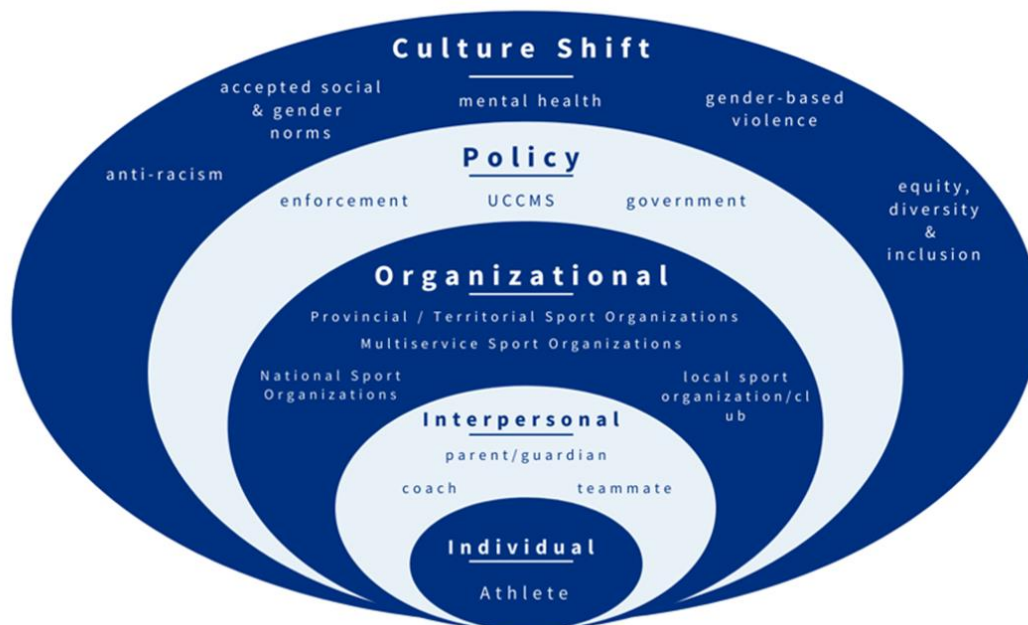 Culture Shift
accepted social
& gender
norms
mental health
gender-based
violence
anti-racism
equity,
diversity
&
inclusion
Policy
enforcement
UCCMS
government
Organizational
Provincial / Territorial Sport Organizations
Multiservice Sport Organizations
National Sport
Organizations
local sport
organization/cl
ub
Interpersonal
parent/guardian
coach
teammate
Individual
Athlete